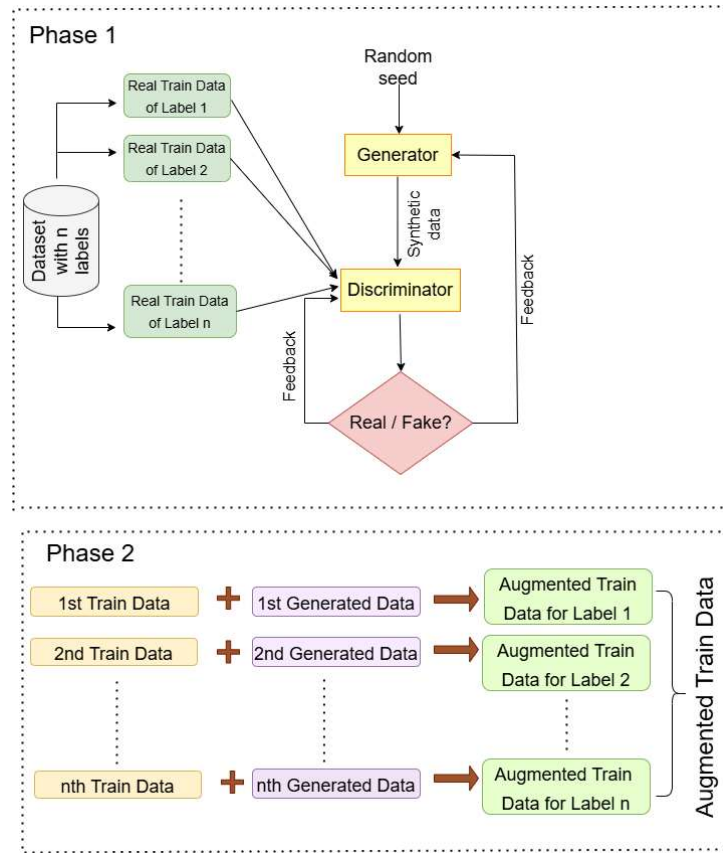 Phase 1
Random
seed
Real Train Data
of Label 1
Real Train Data
of Label 2
Generator
Dataset
with n
labels
Synthetic
data
Real Train Data
of Label n
Discriminator
Feedback
Feedback
Real / Fake?
Phase 2
1st Train Data
1st Generated Data
Augmented Train
Data for Label 1
2nd Train Data
2nd Generated Data
Augmented Train
Data for Label 2
nth Train Data
nth Generated Data
Augmented Train
Data for Label n
Augmented Train Data